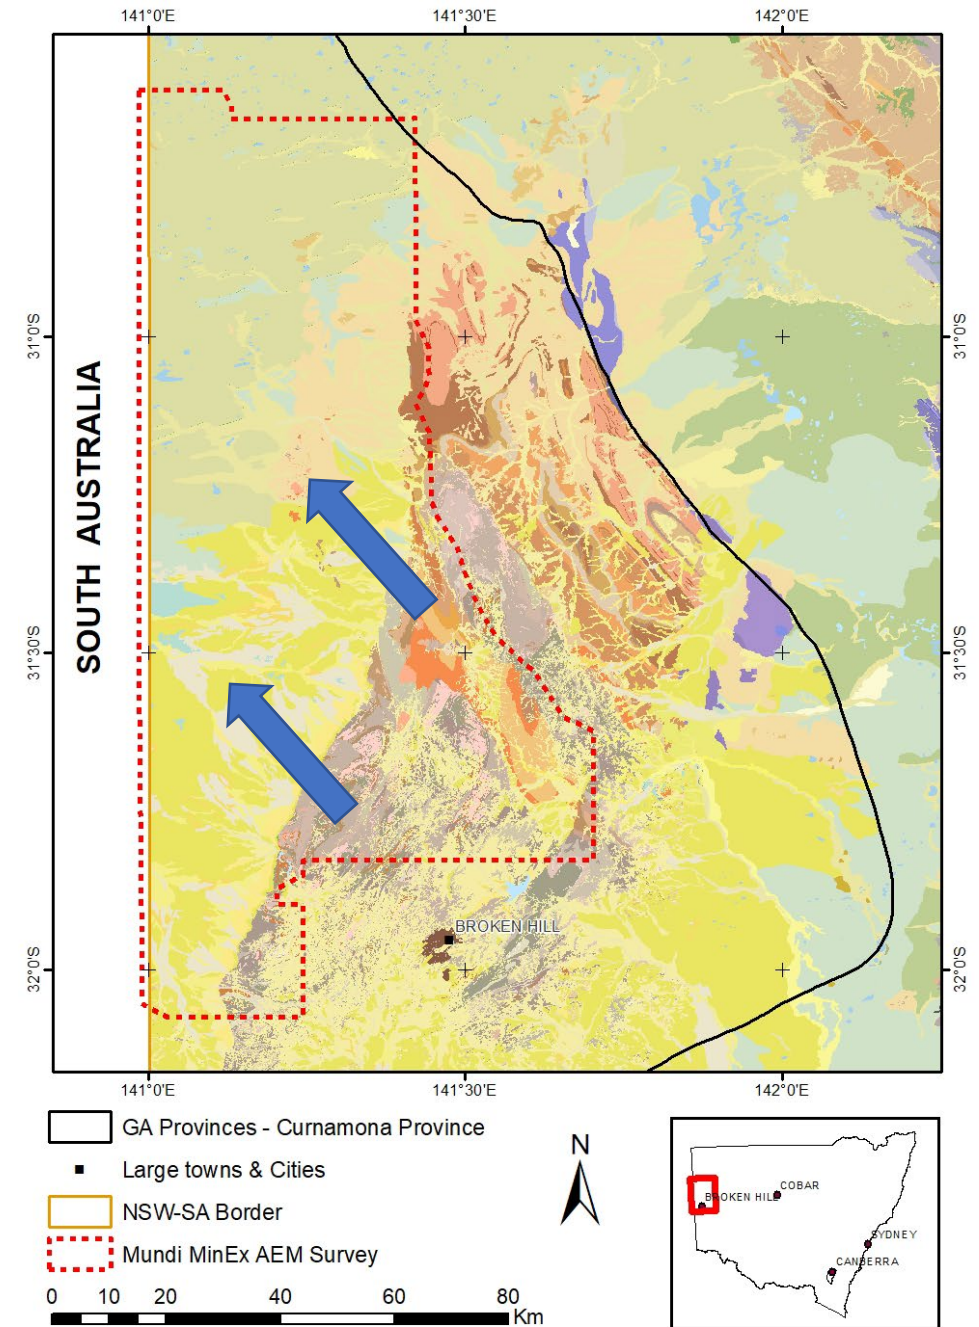 141°0'E
141°30'E
142°0'E
31°0'S
31°0'S
SOUTH AUSTRALIA
31°30'S
31°30'S
BROKEN HILL
32°0'S
32°0'S
141°0'E
141°3 0'E
142°0'E
GA Provinces - Curnamona Province
Large towns & Cities
NSW-SA Border
Mundi MinEx AEM Survey
0 10 20 40 60 80
Km
N
COBAR
BROKEN HILL
SYDNEY
CANBERRA